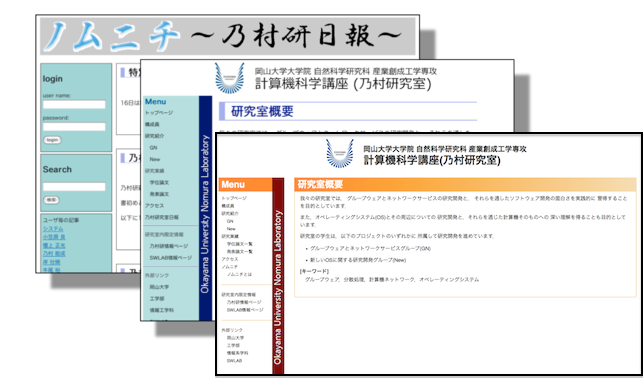 ノムニチ～乃村研日報～
login
user name:
password:
login
Search
検索
ユーザ毎の記事
システム
16日は
以下に
岡山大学大学院 自然科学研究科 産業創成工学専攻
計算機科学講座 (乃村研究室)
Menu
トップページ
構成員
研究紹介
GN
New
研究業績
学位論文
発表論文
アクセス
乃村研究室日報
研究室内限定情報
乃村研情報ページ
SWLAB情報ページ
外部リンク
岡山大学
工学部
情報工学科
Okayama University Nomura Laboratory
研究室概要
岡山大学大学院 自然科学研究科 産業創成工学専攻
計算機科学講座(乃村研究室)
Menu
トップページ
構成員
研究紹介
GN
New
研究業績
学位論文一覧
発表論文一覧
アクセス
ノムニチ
ノムニチとは
研究室内限定情報
乃村研情報ページ
SWLAB情報ページ
外部リンク
岡山大学
工学部
情報系学科
SWLAB
Okayama University Nomura Laboratory
研究室概要
我々の研究室では、グループウェアとネットワークサービスの研究開発と、それらを通したソフトウェア開発の面白さを実践的に習得すること
を目的としています.
また、オペレーティングシステム(OS)とその周辺についての研究開発と、それらを通じた計算機そのものへの深い理解を得ることも目的として
います.
研究室の学生は、以下のプロジェクトのいずれかに所属して研究開発を進めています.
・グループウェアとネットワークサービスグループ(GN)
・新しいOSに関する研究開発グループ(New)
[キーワード]
グループウェア, 分散処理, 計算機ネットワーク, オペレーティングシステム